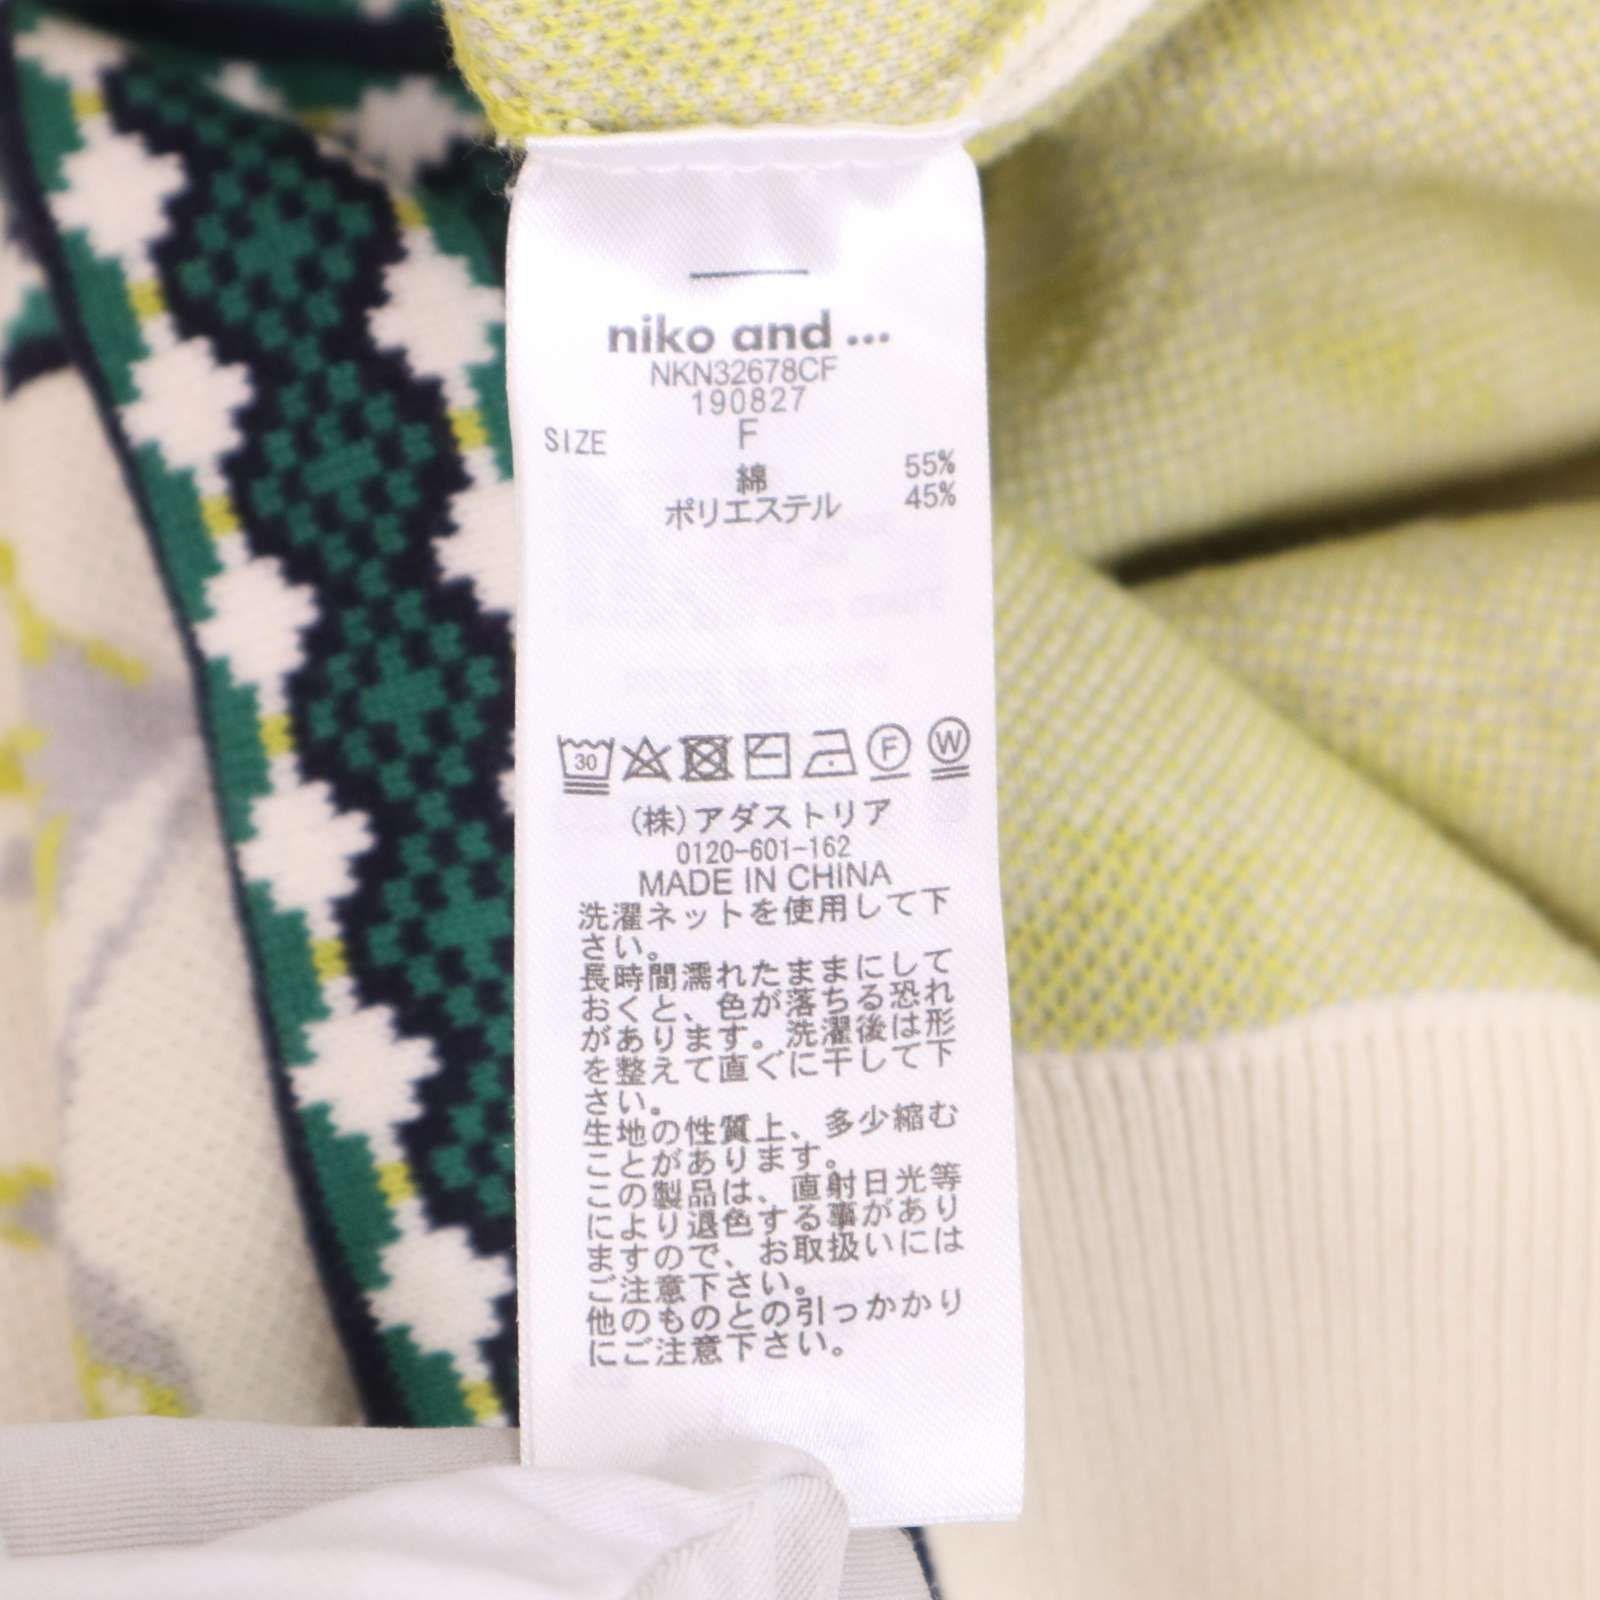 niko and ...
NKN32678CF
190827
SIZE F
綿 55%
ポリエステル 45%
30 F W
(株)アダストリア
0120-601-162
MADE IN CHINA
洗濯ネットを使用して下
さい。
長時間濡れたままにして
おくと、色が落ちる恐れ
があります。洗濯後は形
を整えて直ぐに干して下
さい。
生地の性質上、多少縮む
ことがあります。
この製品は、直射日光等
により退色する事があり
ますので、お取扱いには
ご注意下さい。
他のものとの引っかかり
にご注意下さい。